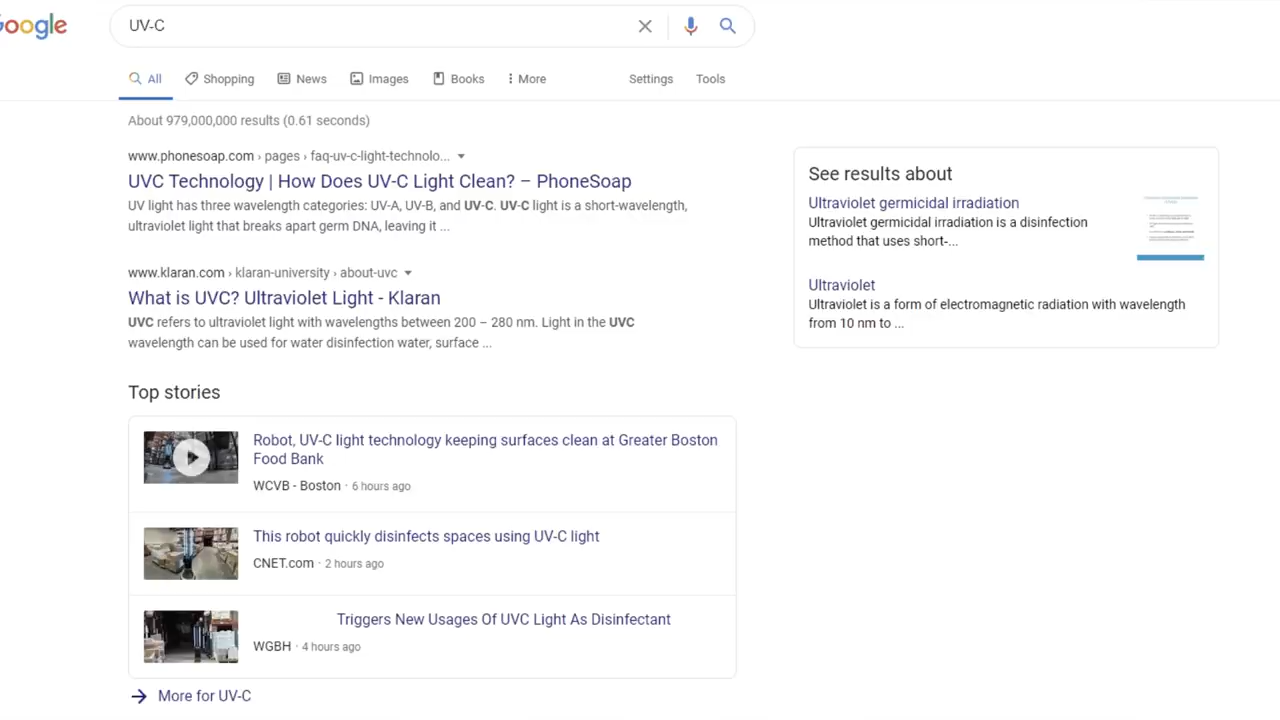 Google
UV-C
All
Shopping
News
Images
Books
More
Settings
Tools
About 979,000,000 results (0.61 seconds)
www.phonesoap.com › pages › faq-uv-c-light-technolo...
UVC Technology | How Does UV-C Light Clean? – PhoneSoap
UV light has three wavelength categories: UV-A, UV-B, and UV-C. UV-C light is a short-wavelength,
ultraviolet light that breaks apart germ DNA, leaving it ...
www.klaran.com › klaran-university › about-uvc
What is UVC? Ultraviolet Light - Klaran
UVC refers to ultraviolet light with wavelengths between 200 – 280 nm. Light in the UVC
wavelength can be used for water disinfection water, surface ...
Top stories
Robot, UV-C light technology keeping surfaces clean at Greater Boston
Food Bank
WCVB - Boston · 6 hours ago
This robot quickly disinfects spaces using UV-C light
CNET.com · 2 hours ago
Triggers New Usages Of UVC Light As Disinfectant
WGBH · 4 hours ago
More for UV-C
See results about
Ultraviolet germicidal irradiation
Ultraviolet germicidal irradiation is a disinfection
method that uses short-...
Ultraviolet
Ultraviolet is a form of electromagnetic radiation with wavelength
from 10 nm to ...